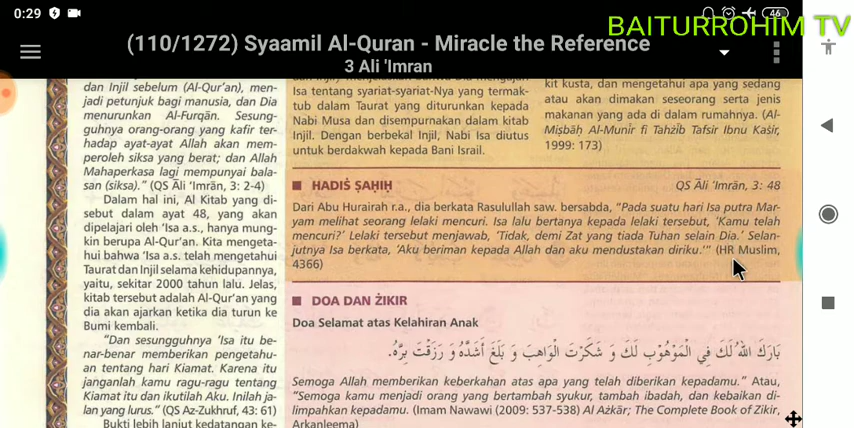 0:29
46
BAITURROHIM TV
(110/1272) Syaamil Al-Quran - Miracle the Reference
3 Ali 'Imran
dan Injil sebelum (Al-Qur'an), men-
jadi petunjuk bagi manusia, dan Dia
menurunkan Al-Furqān. Sesung-
guhnya orang-orang yang kafir ter-
hadap ayat-ayat Allah akan mem-
peroleh siksa yang berat; dan Allah
Mahaperkasa lagi mempunyai bala-
san (siksa)." (QS Āli 'Imrān, 3: 2-4)
Dalam hal ini, Al Kitab yang di-
sebut dalam ayat 48, yang akan
dipelajari oleh 'Isa a.s., hanya mung-
kin berupa Al-Qur'an. Kita mengeta-
hui bahwa 'Isa a.s. telah mengetahui
Taurat dan Injil selama kehidupannya,
yaitu, sekitar 2000 tahun lalu. Jelas,
kitab tersebut adalah Al-Qur'an yang
dia akan ajarkan ketika dia turun ke
Bumi kembali.
"Dan sesungguhnya 'Isa itu be-
nar-benar memberikan pengetahu-
an tentang hari Kiamat. Karena itu
janganlah kamu ragu-ragu tentang
Kiamat itu dan ikutilah Aku. Inilah ja-
lan yang lurus." (QS Az-Zukhruf, 43: 61)
Bukti lebih lanjut kedatangan ke-
Isa tentang syariat-syariat-Nya yang termak-
tub dalam Taurat yang diturunkan kepada
Nabi Musa dan disempurnakan dalam kitab
Injil. Dengan berbekal Injil, Nabi Isa diutus
untuk berdakwah kepada Bani Israil.
kit kusta, dan mengetahui apa yang sedang
atau akan dimakan seseorang serta jenis
makanan yang ada di dalam rumahnya. (Al-
Miṣbāḥ Al-Munīr fī Tahżīb Tafsīr Ibnu Kaṡīr,
1999: 173)
HADIṠ ṢAḤIḤ
QS Āli 'Imrān, 3: 48
Dari Abu Hurairah r.a., dia berkata Rasulullah saw. bersabda, "Pada suatu hari Isa putra Mar-
yam melihat seorang lelaki mencuri. Isa lalu bertanya kepada lelaki tersebut, 'Kamu telah
mencuri?' Lelaki tersebut menjawab, 'Tidak, demi Zat yang tiada Tuhan selain Dia.' Selan-
jutnya Isa berkata, 'Aku beriman kepada Allah dan aku mendustakan diriku.'" (HR Muslim,
4366)
DOA DAN ŻIKIR
Doa Selamat atas Kelahiran Anak
بَارَكَ اللّٰهُ لَكَ فِي الْمَوْهُوْبِ لَكَ وَ شَكَرْتَ الْوَاهِبَ وَ بَلَغَ أَشُدَّهُ وَ رَزَقْتَ بِرَّهُ.
Semoga Allah memberikan keberkahan atas apa yang telah diberikan kepadamu." Atau,
"Semoga kamu menjadi orang yang bertambah syukur, tambah ibadah, dan kebaikan di-
limpahkan kepadamu. (Imam Nawawi (2009: 537-538) Al Ażkār; The Complete Book of Zikir,
Arkanleema)